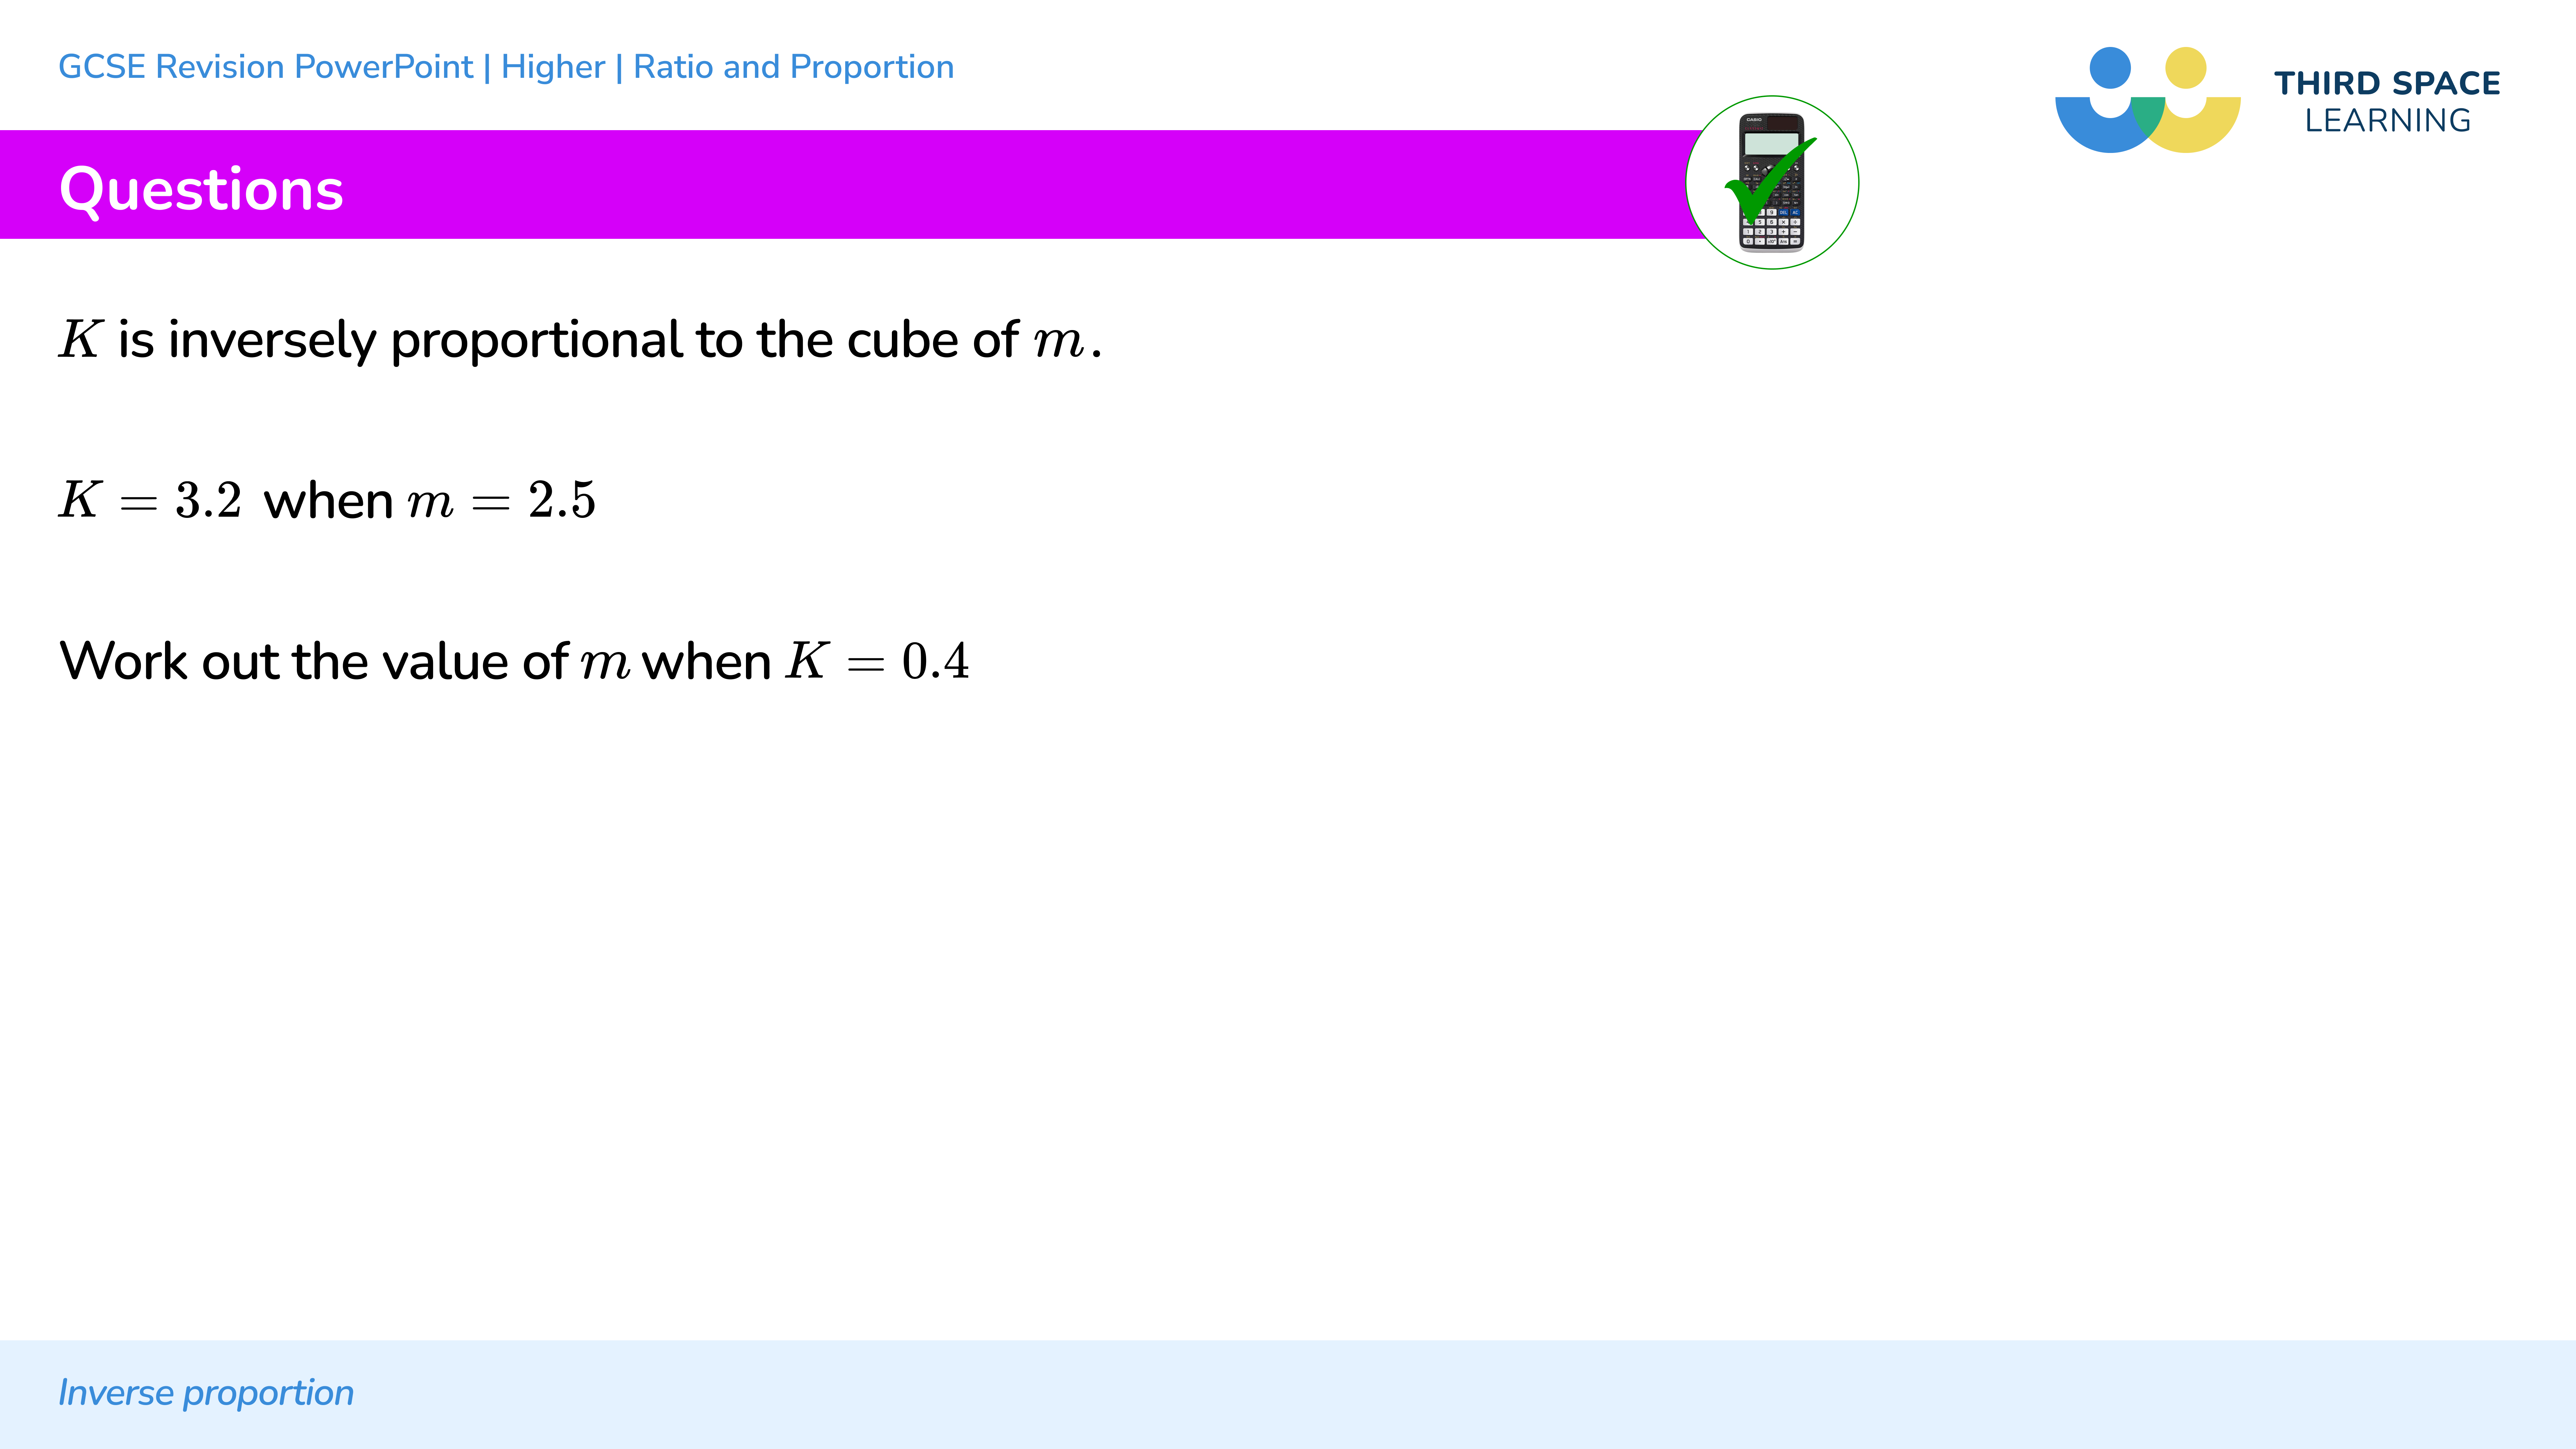 GCSE Revision PowerPoint | Higher | Ratio and Proportion
THIRD SPACE
LEARNING
Questions
CASIO
K is inversely proportional to the cube of m.
K = 3.2 when m = 2.5
Work out the value of m when K = 0.4
Inverse proportion